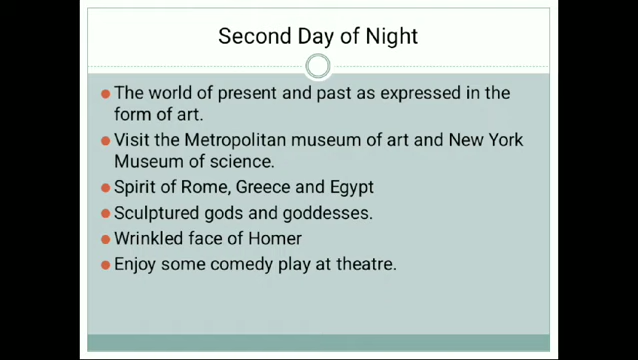 Second Day of Night
The world of present and past as expressed in the
form of art.
Visit the Metropolitan museum of art and New York
Museum of science.
Spirit of Rome, Greece and Egypt
Sculptured gods and goddesses.
Wrinkled face of Homer
Enjoy some comedy play at theatre.